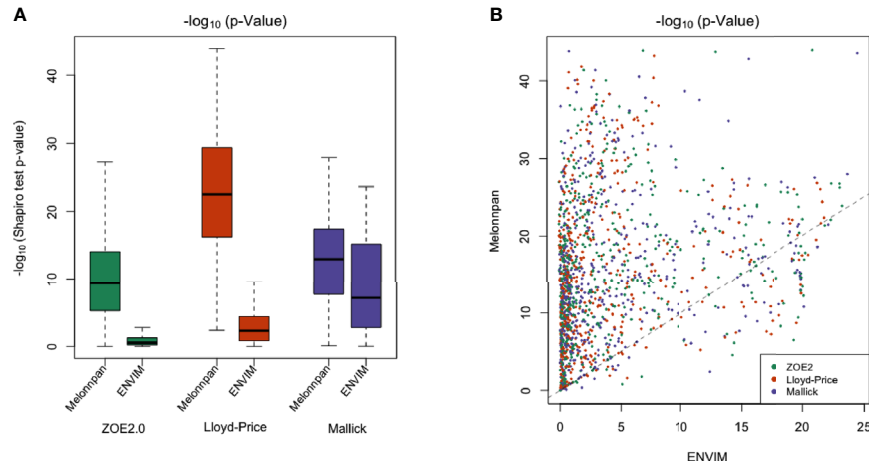 A
-log10 (p-Value)
-log10 (Shapiro test p-value)
40
30
20
10
0
Melonnpan
ENVIM
Melonnpan
ENVIM
Melonnpan
ENVIM
ZOE2.0
Lloyd-Price
Mallick
B
-log10 (p-Value)
Melonnpan
40
30
20
10
0
ZOE2
Lloyd-Price
Mallick
0 5 10 15 20 25
ENVIM